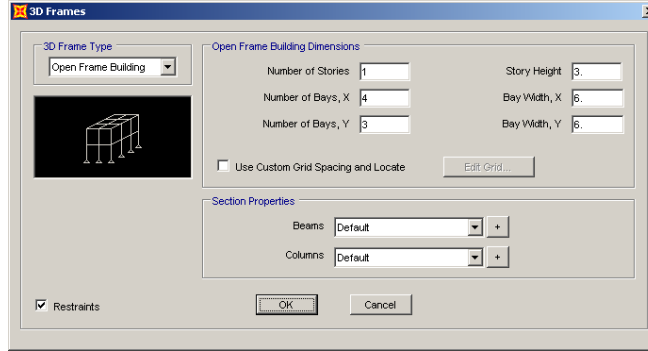 3D Frames
3D Frame Type
Open Frame Building
Open Frame Building Dimensions
Number of Stories 1 Story Height 3.
Number of Bays, X 4 Bay Width, X 6.
Number of Bays, Y 3 Bay Width, Y 6.
Use Custom Grid Spacing and Locate Edit Grid...
Section Properties
Beams Default +
Columns Default +
Restraints OK Cancel